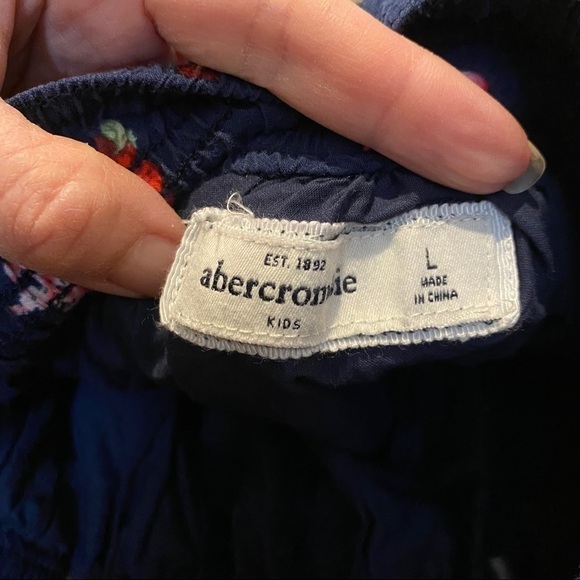 EST. 1892
abercrombie
KIDS
L
MADE
IN CHINA